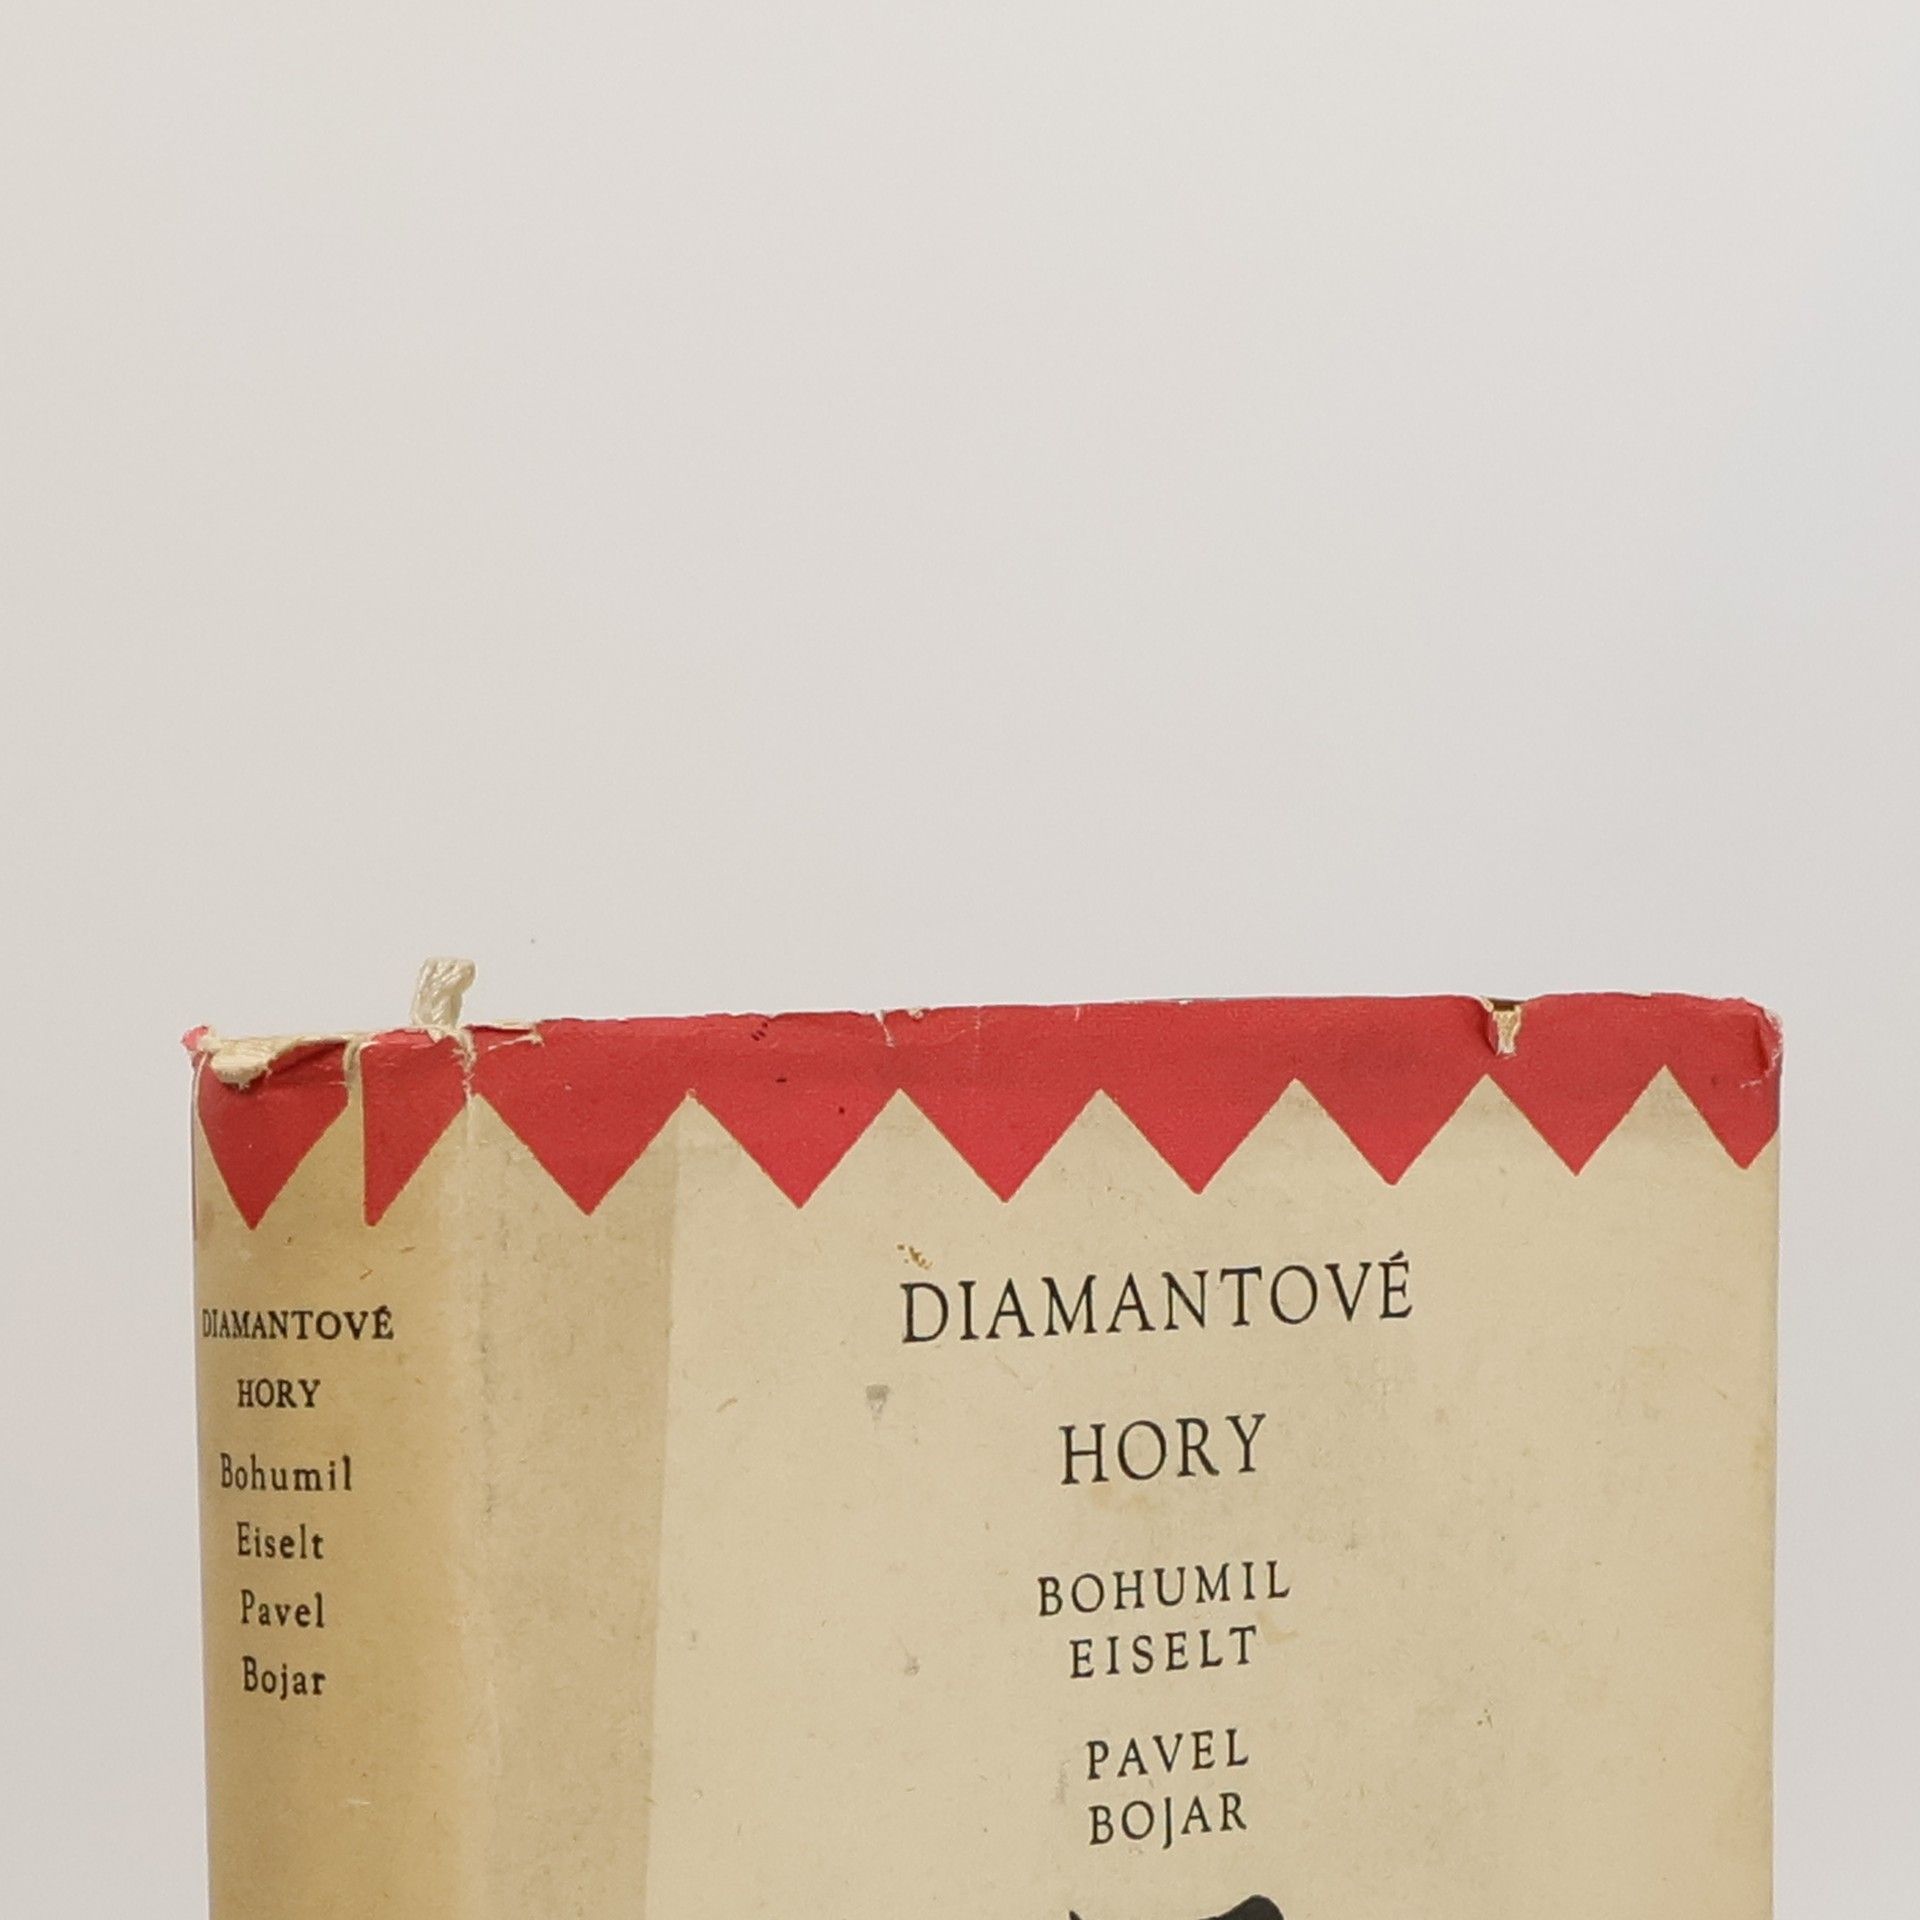 DIAMANTOVÉ
HORY
Bohumil
Eiselt
Pavel
Bojar
DIAMANTOVÉ
HORY
BOHUMIL
EISELT
PAVEL
BOJAR